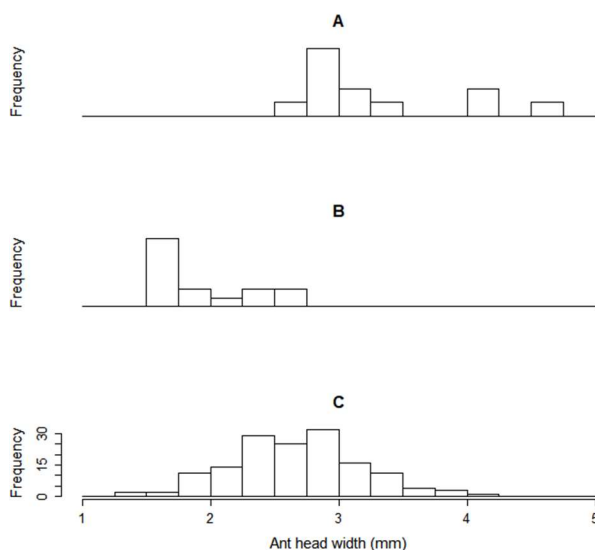 A
Frequency
B
Frequency
C
Frequency
30
15
0
1 2 3 4 5
Ant head width (mm)